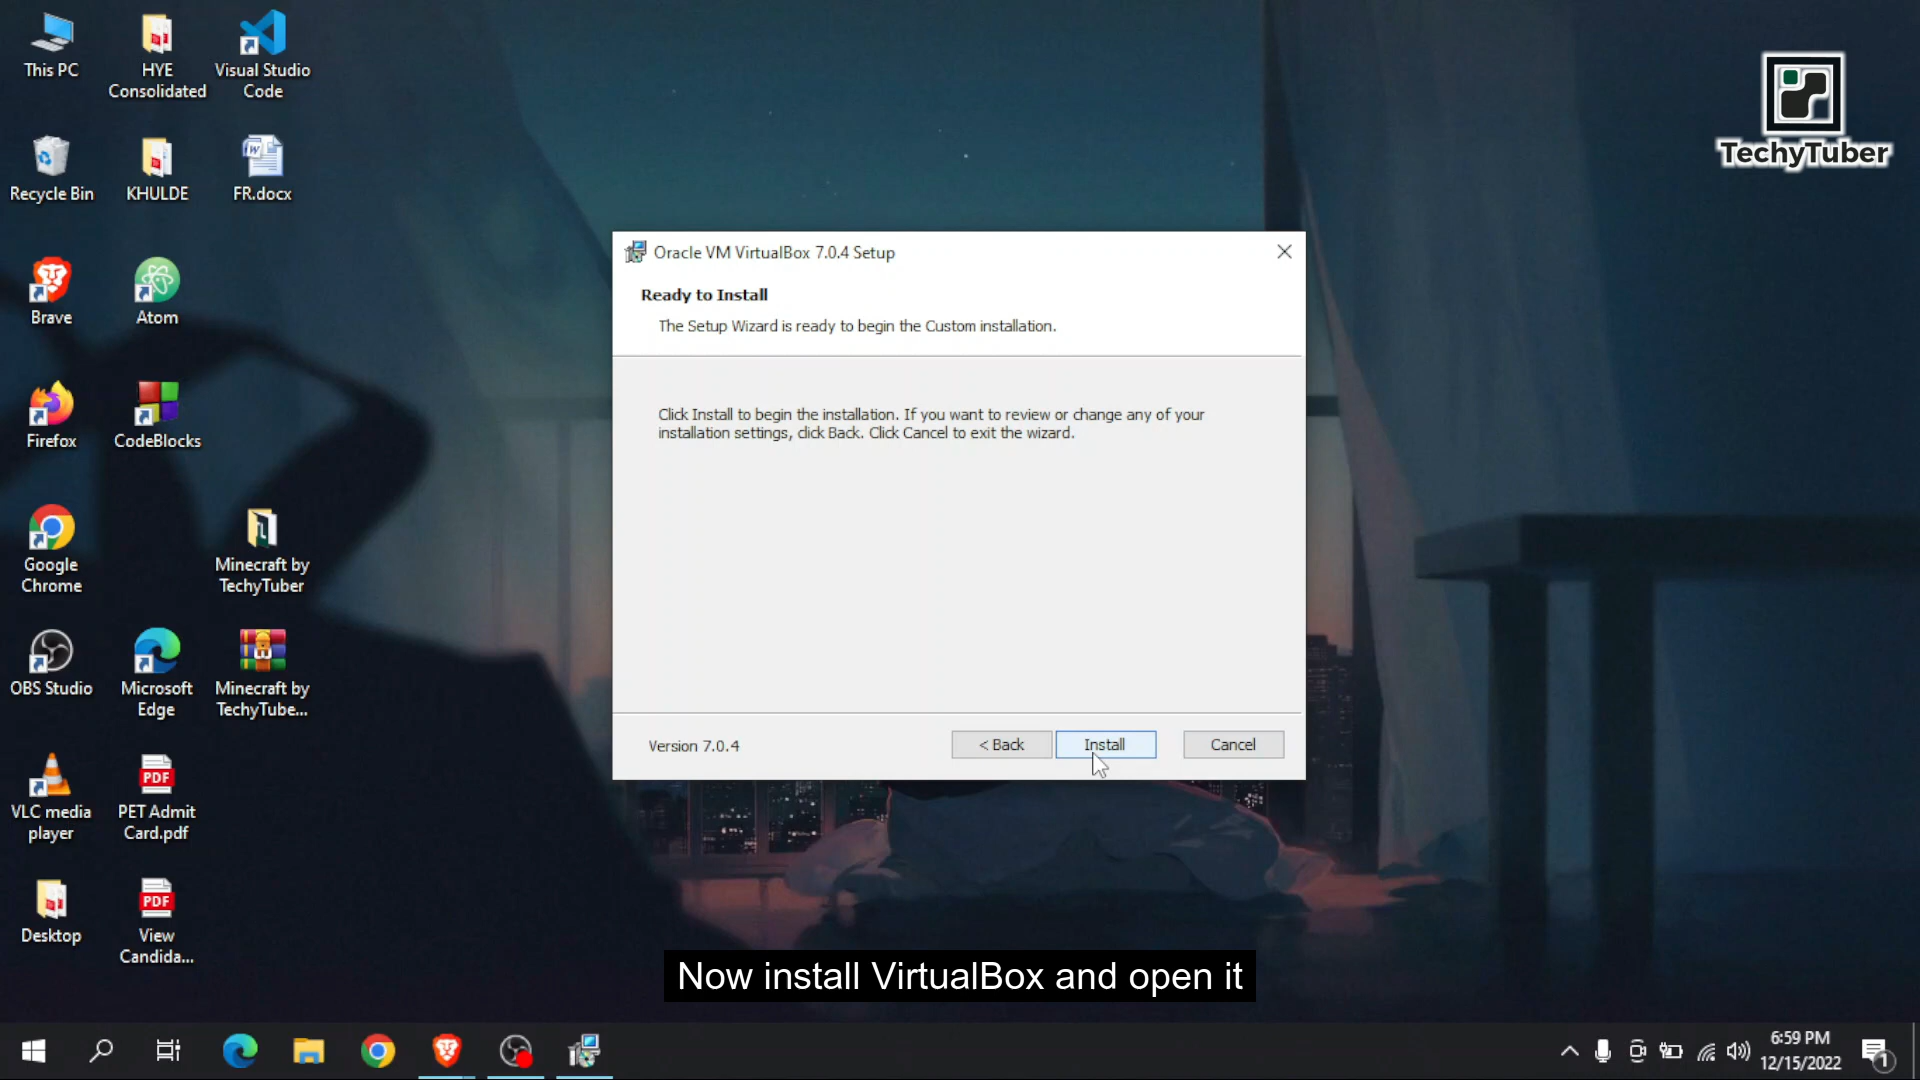 This PC
HYE
Consolidated
Visual Studio
Code
Recycle Bin
KHULDE
FR.docx
Brave
Atom
Firefox
CodeBlocks
Google
Chrome
Minecraft by
TechyTuber
OBS Studio
Microsoft
Edge
Minecraft by
TechyTube...
VLC media
player
PDF
PET Admit
Card.pdf
Desktop
PDF
View
Candida...
TechyTuber
Oracle VM VirtualBox 7.0.4 Setup
Ready to Install
The Setup Wizard is ready to begin the Custom installation.
Click Install to begin the installation. If you want to review or change any of your
installation settings, click Back. Click Cancel to exit the wizard.
Version 7.0.4
< Back
Install
Cancel
Now install VirtualBox and open it
6:59 PM
12/15/2022
1